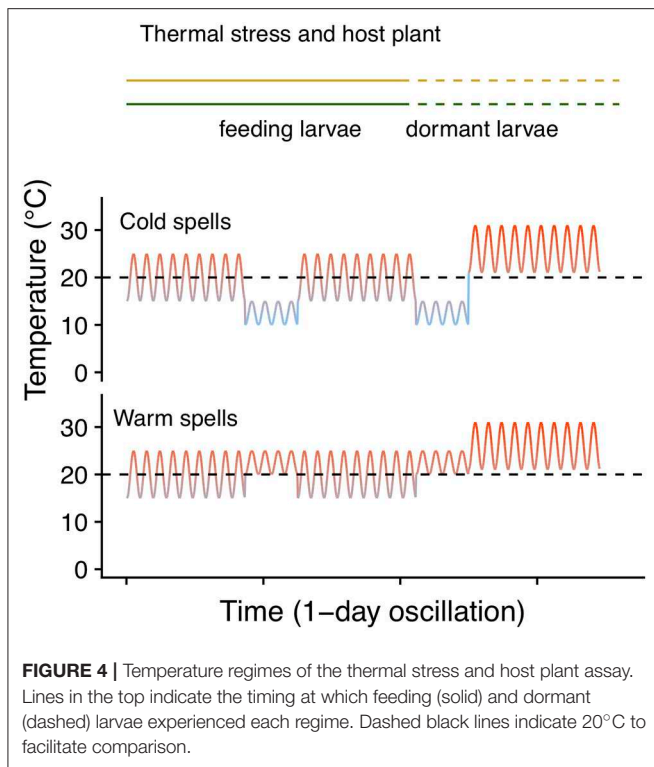 Thermal stress and host plant
feeding larvae dormant larvae
Temperature (°C)
Cold spells
30
20
10
0
Warm spells
30
20
10
0
Time (1−day oscillation)
FIGURE 4 | Temperature regimes of the thermal stress and host plant assay.
Lines in the top indicate the timing at which feeding (solid) and dormant
(dashed) larvae experienced each regime. Dashed black lines indicate 20°C to
facilitate comparison.